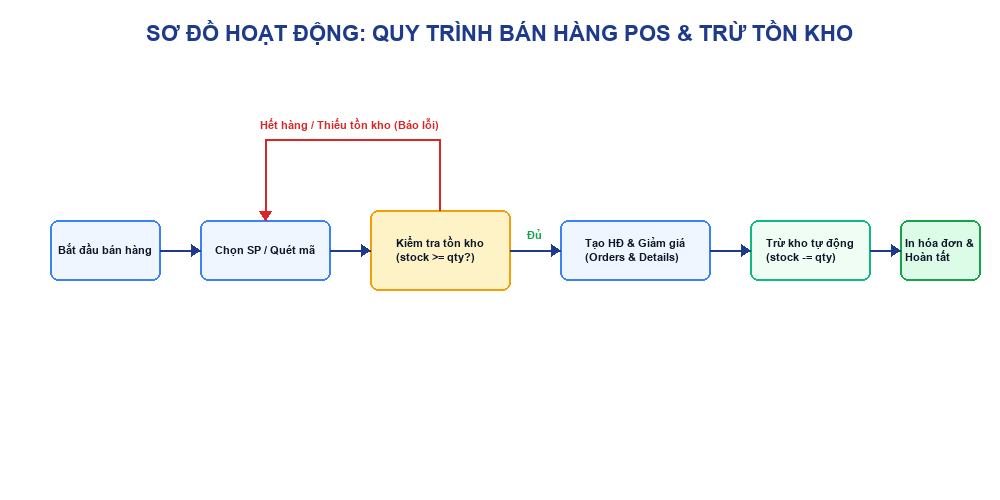 SƠ ĐỒ HOẠT ĐỘNG: QUY TRÌNH BÁN HÀNG POS & TRỪ TỒN KHO
Hết hàng / Thiếu tồn kho (Báo lỗi)
Bắt đầu bán hàng
Chọn SP / Quét mã
Kiểm tra tồn kho
(stock >= qty?)
Đủ
Tạo HĐ & Giảm giá
(Orders & Details)
Trừ kho tự động
(stock -= qty)
In hóa đơn &
Hoàn tất